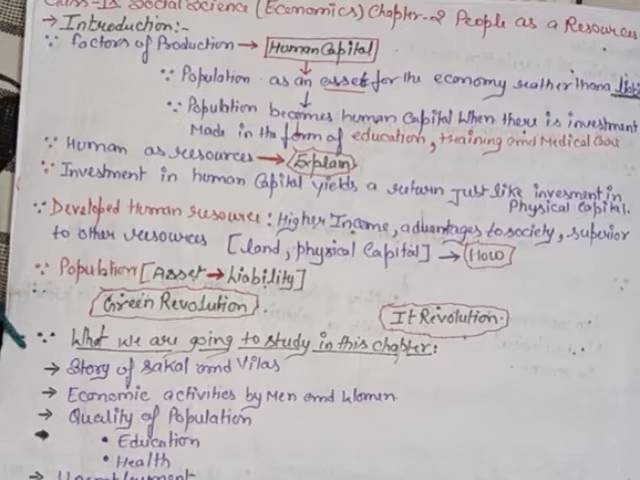 Class-IX Social Science (Economics) Chapter-2 People as a Resources
→ Introduction:-
∵ factors of Production → Human Capital
∵ Population as an asset for the economy rather than a
∵ Popultion becomes human Capital When there is investment
Made in the form of education, training and Medical Care
∵ Human as resources → Explain
∵ Investment in human Capital yields a return Just like invesment in
Physical Capital.
∵ Developed Human resource: Higher Income, advantages to society, superior
to other resources [land, physical Capital] → How
∵ Population [Asset → Liability]
Green Revolution. It Revolution.
∵ What we are going to study in this chapter:
→ Story of Sakal and Vilas
→ Economic activities by Men and Women
→ Quality of Population
→ • Education
• Health
→ Unemployment